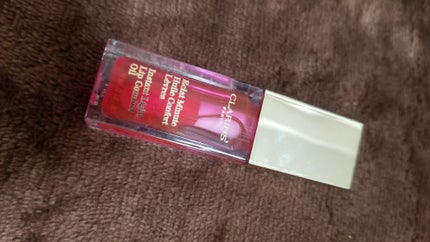 CLARINS
PARIS
Eclat Minute
Huile Confort
Lèvres
Instant Light
Lip Comfort
Oil